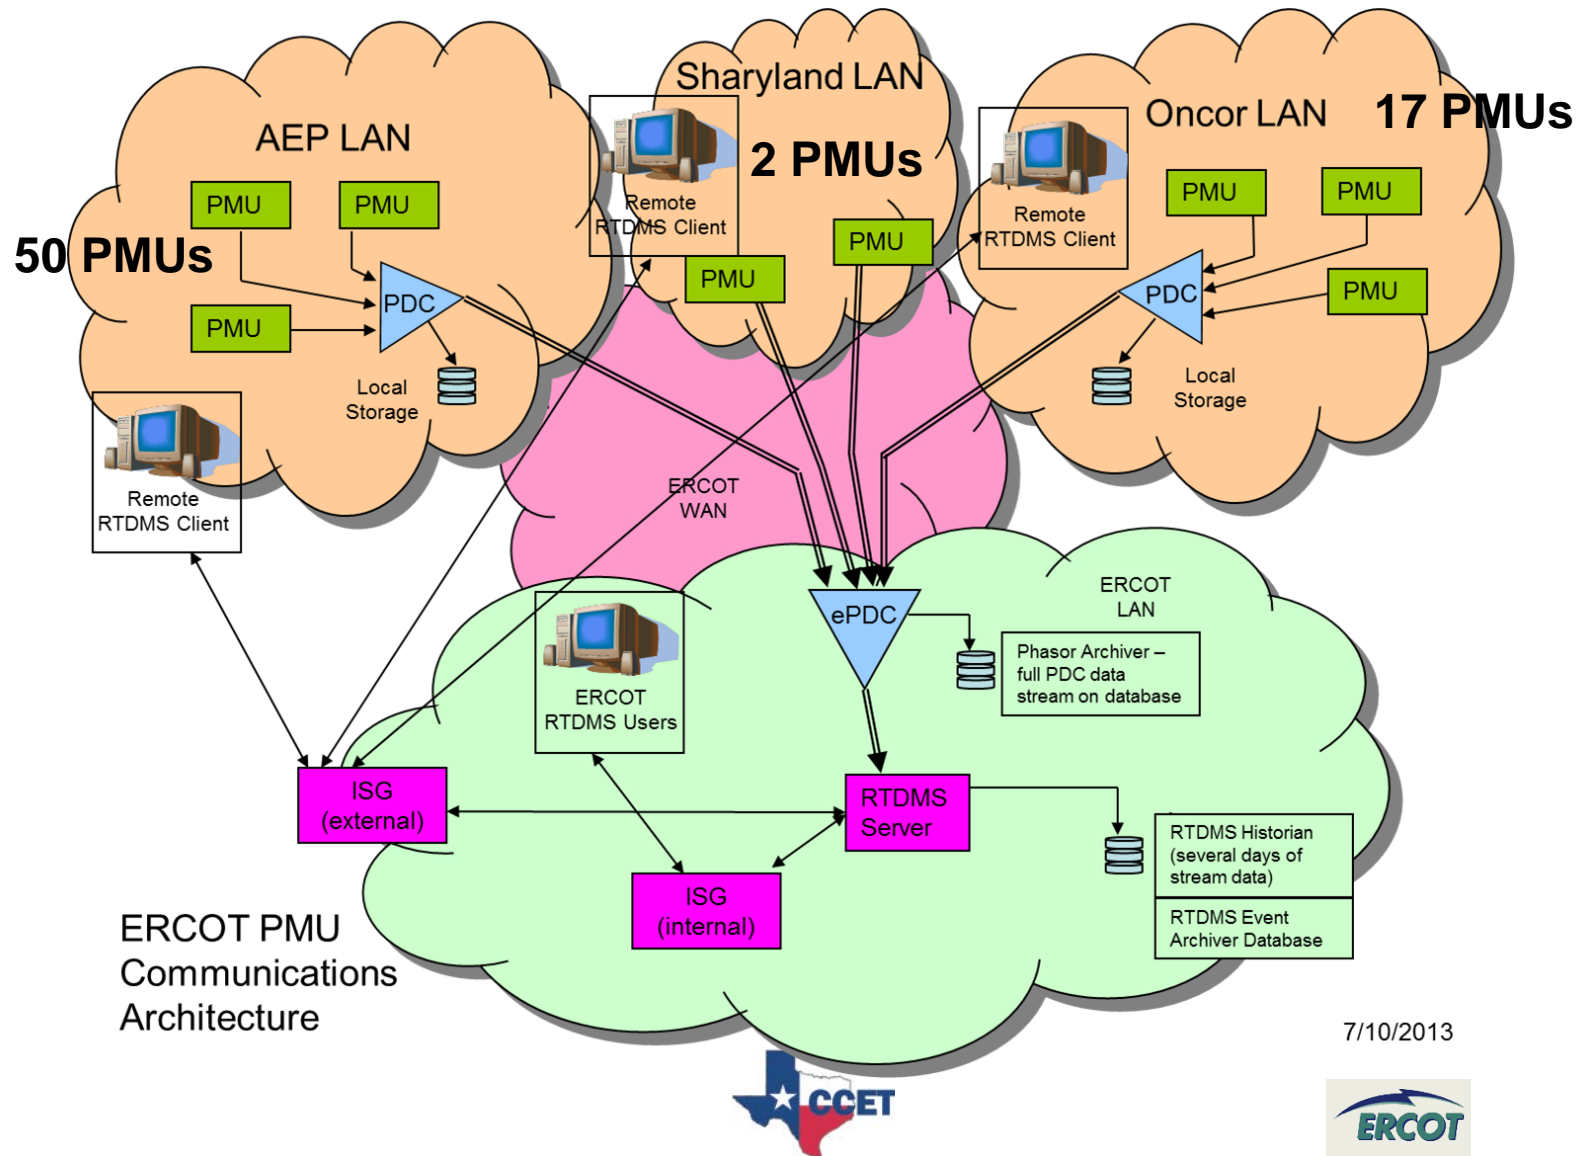 Sharyland LAN
AEP LAN
Oncor LAN
17 PMUs
2 PMUs
50 PMUs
PMU
PMU
PMU
PDC
Local
Storage
Remote
RTDMS Client
Remote
RTDMS Client
PMU
PMU
Remote
RTDMS Client
PMU
PMU
PMU
PDC
Local
Storage
ERCOT
WAN
ERCOT
LAN
ePDC
Phasor Archiver –
full PDC data
stream on database
ERCOT
RTDMS Users
ISG
(external)
RTDMS
Server
ISG
(internal)
RTDMS Historian
(several days of
stream data)
RTDMS Event
Archiver Database
ERCOT PMU
Communications
Architecture
7/10/2013
CCET
ERCOT